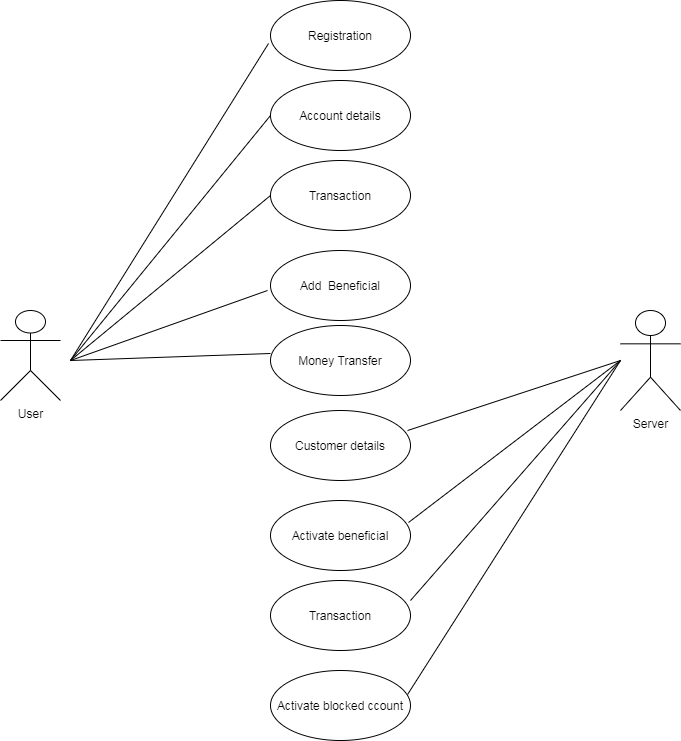 Registration
Account details
Transaction
Add  Beneficial
Money Transfer
User
Server
Customer details
Activate beneficial
Transaction
Activate blocked ccount